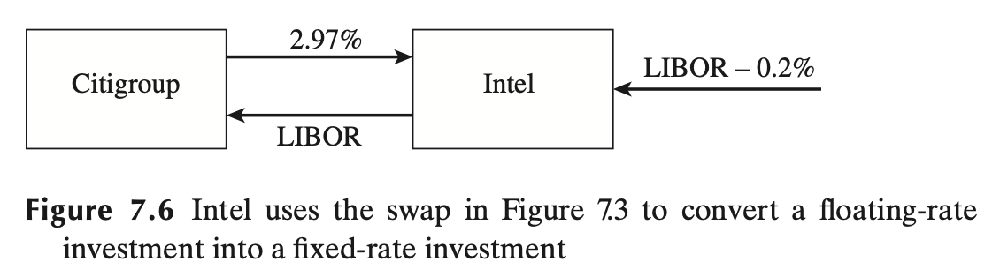 2.97%
Citigroup
Intel
LIBOR – 0.2%
LIBOR
Figure 7.6 Intel uses the swap in Figure 7.3 to convert a floating-rate
investment into a fixed-rate investment